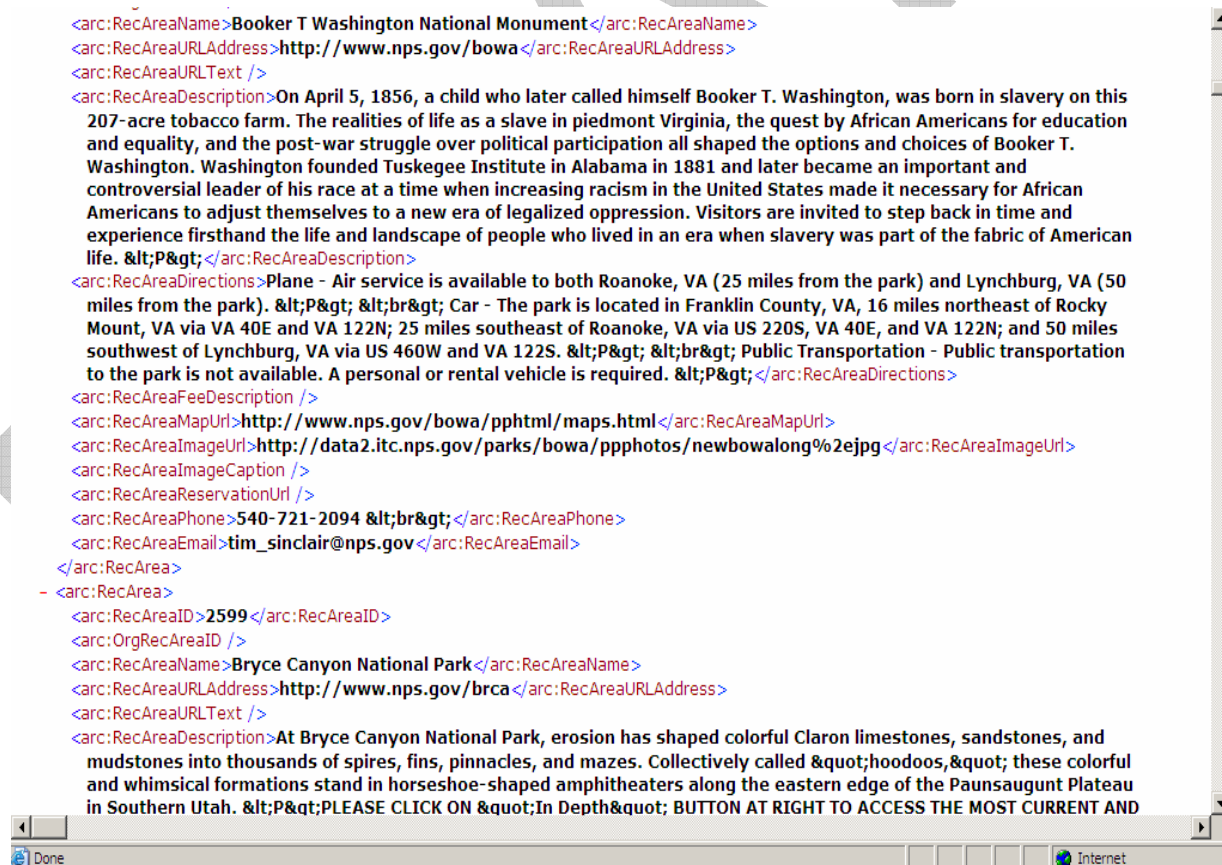 <arc:RecAreaName>Booker T Washington National Monument</arc:RecAreaName>
<arc:RecAreaURLAddress>http://www.nps.gov/bowa</arc:RecAreaURLAddress>
<arc:RecAreaURLText />
<arc:RecAreaDescription>On April 5, 1856, a child who later called himself Booker T. Washington, was born in slavery on this
207-acre tobacco farm. The realities of life as a slave in piedmont Virginia, the quest by African Americans for education
and equality, and the post-war struggle over political participation all shaped the options and choices of Booker T.
Washington. Washington founded Tuskegee Institute in Alabama in 1881 and later became an important and
controversial leader of his race at a time when increasing racism in the United States made it necessary for African
Americans to adjust themselves to a new era of legalized oppression. Visitors are invited to step back in time and
experience firsthand the life and landscape of people who lived in an era when slavery was part of the fabric of American
life. &lt;P&gt;</arc:RecAreaDescription>
<arc:RecAreaDirections>Plane - Air service is available to both Roanoke, VA (25 miles from the park) and Lynchburg, VA (50
miles from the park). &lt;P&gt; &lt;br&gt; Car - The park is located in Franklin County, VA, 16 miles northeast of Rocky
Mount, VA via VA 40E and VA 122N; 25 miles southeast of Roanoke, VA via US 220S, VA 40E, and VA 122N; and 50 miles
southwest of Lynchburg, VA via US 460W and VA 122S. &lt;P&gt; &lt;br&gt; Public Transportation - Public transportation
to the park is not available. A personal or rental vehicle is required. &lt;P&gt;</arc:RecAreaDirections>
<arc:RecAreaFeeDescription />
<arc:RecAreaMapUrl>http://www.nps.gov/bowa/pphtml/maps.html</arc:RecAreaMapUrl>
<arc:RecAreaImageUrl>http://data2.itc.nps.gov/parks/bowa/ppphotos/newbowalong%2ejpg</arc:RecAreaImageUrl>
<arc:RecAreaImageCaption />
<arc:RecAreaReservationUrl />
<arc:RecAreaPhone>540-721-2094 &lt;br&gt;</arc:RecAreaPhone>
<arc:RecAreaEmail>tim_sinclair@nps.gov</arc:RecAreaEmail>
</arc:RecArea>
- <arc:RecArea>
<arc:RecAreaID>2599</arc:RecAreaID>
<arc:OrgRecAreaID />
<arc:RecAreaName>Bryce Canyon National Park</arc:RecAreaName>
<arc:RecAreaURLAddress>http://www.nps.gov/brca</arc:RecAreaURLAddress>
<arc:RecAreaURLText />
<arc:RecAreaDescription>At Bryce Canyon National Park, erosion has shaped colorful Claron limestones, sandstones, and
mudstones into thousands of spires, fins, pinnacles, and mazes. Collectively called &quot;hoodoos,&quot; these colorful
and whimsical formations stand in horseshoe-shaped amphitheaters along the eastern edge of the Paunsaugunt Plateau
in Southern Utah. &lt;P&gt;PLEASE CLICK ON &quot;In Depth&quot; BUTTON AT RIGHT TO ACCESS THE MOST CURRENT AND
Done
Internet